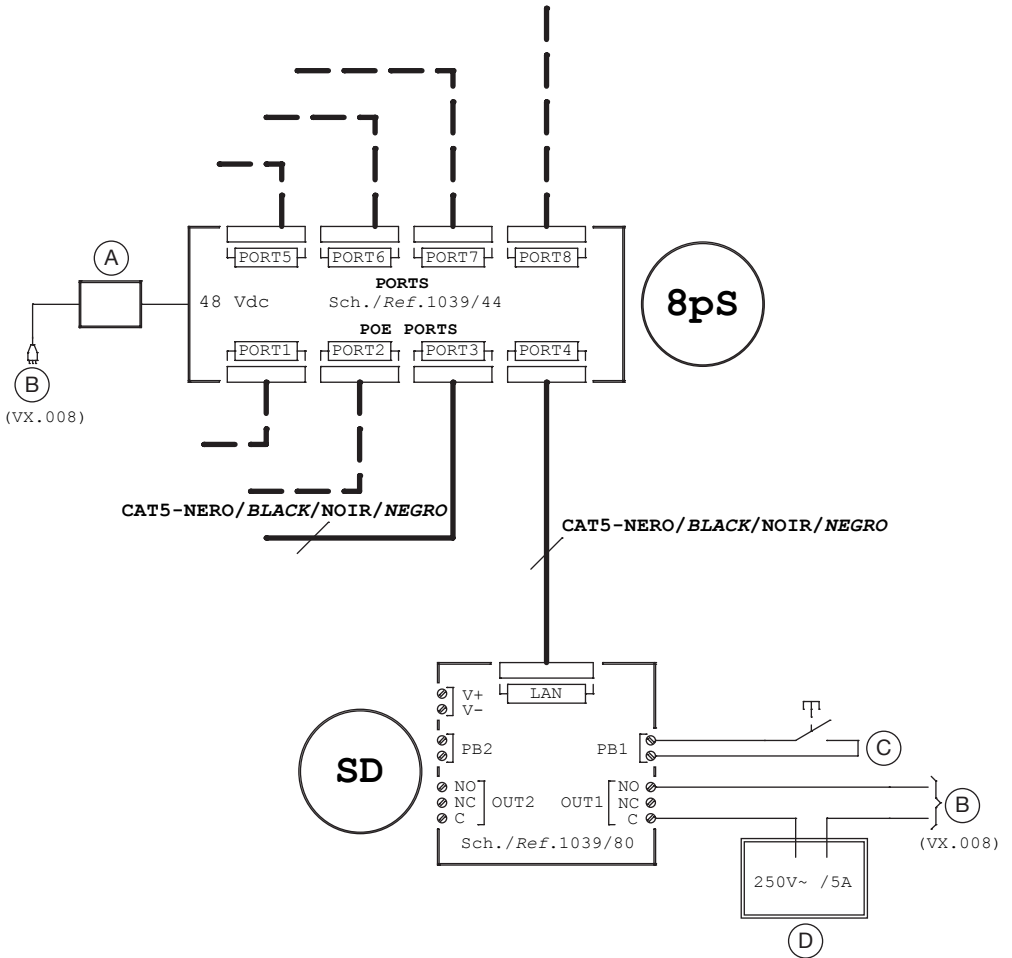 PORT5 PORT6 PORT7 PORT8
A
PORTS
48 Vdc Sch./Ref.1039/44
8pS
POE PORTS
PORT1 PORT2 PORT3 PORT4
B
(VX.008)
CAT5-NERO/BLACK/NOIR/NEGRO
CAT5-NERO/BLACK/NOIR/NEGRO
LAN
V+
V-
SD
PB2 PB1
C
NO
NC OUT2
C
NO
OUT1 NC
C
B
(VX.008)
Sch./Ref.1039/80
250V~ /5A
D